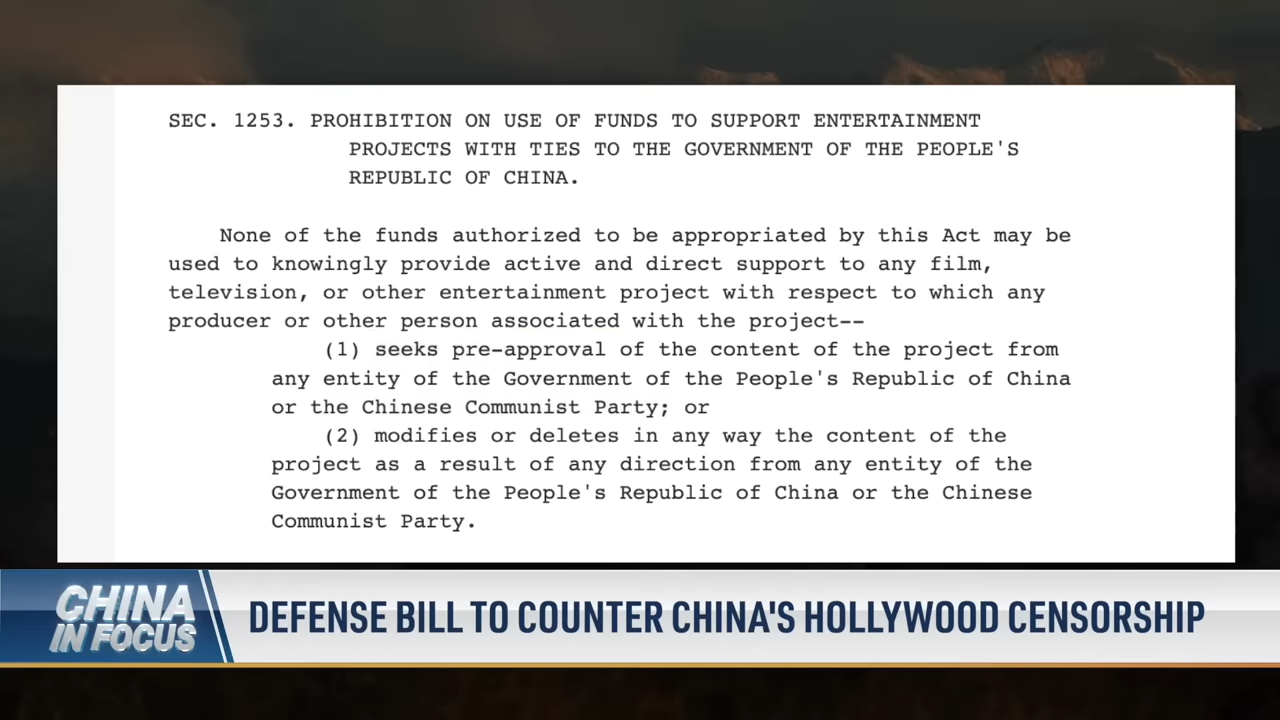 SEC. 1253. PROHIBITION ON USE OF FUNDS TO SUPPORT ENTERTAINMENT
PROJECTS WITH TIES TO THE GOVERNMENT OF THE PEOPLE'S
REPUBLIC OF CHINA.
None of the funds authorized to be appropriated by this Act may be
used to knowingly provide active and direct support to any film,
television, or other entertainment project with respect to which any
producer or other person associated with the project--
(1) seeks pre-approval of the content of the project from
any entity of the Government of the People's Republic of China
or the Chinese Communist Party; or
(2) modifies or deletes in any way the content of the
project as a result of any direction from any entity of the
Government of the People's Republic of China or the Chinese
Communist Party.
CHINA
IN FOCUS
DEFENSE BILL TO COUNTER CHINA'S HOLLYWOOD CENSORSHIP